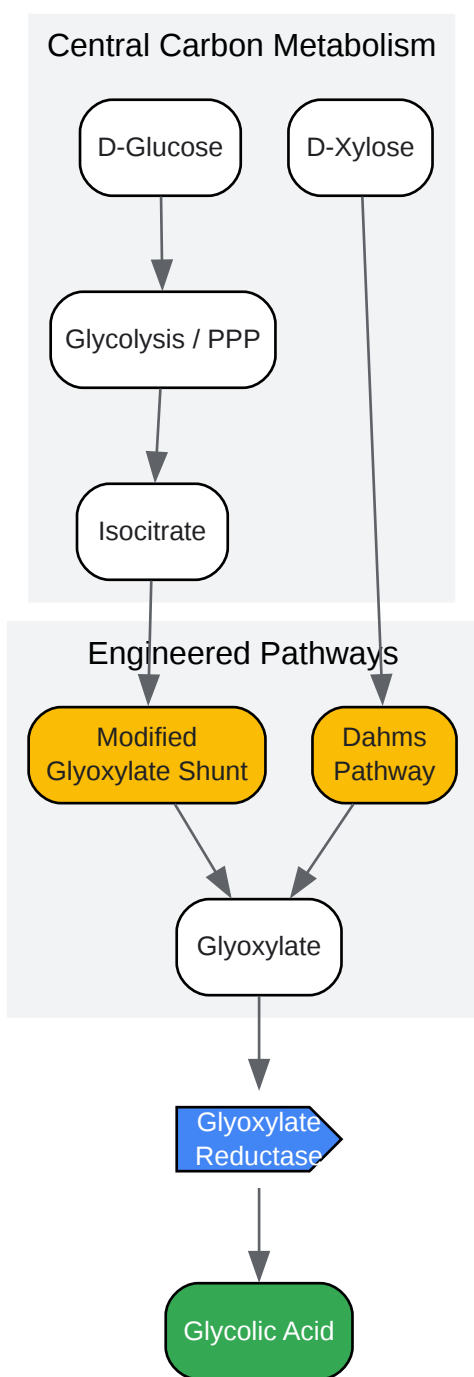 Central Carbon Metabolism
D-Glucose
D-Xylose
Glycolysis / PPP
Isocitrate
Engineered Pathways
Modified
Glyoxylate Shunt
Dahms
Pathway
Glyoxylate
Glyoxylate
Reductase
Glycolic Acid